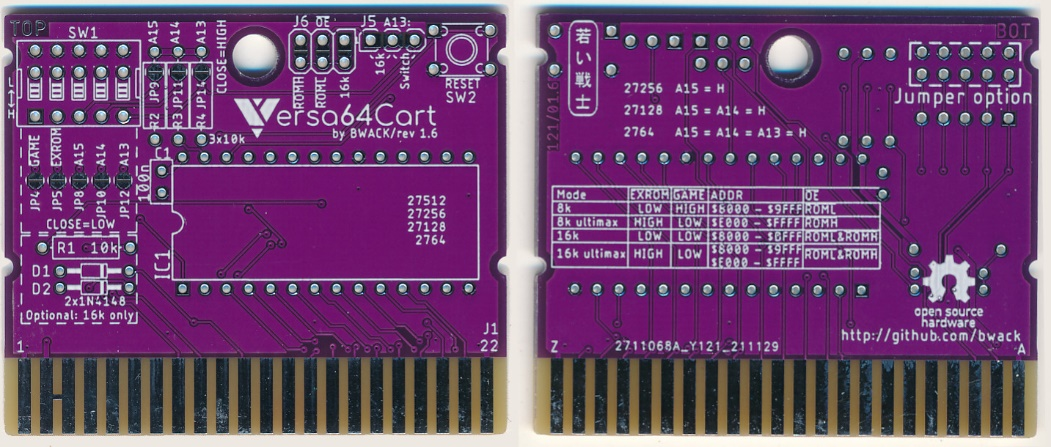 TOP
SW1
L
H
A15
A14
A13
CLOSE=HIGH
JP9
JP11
JP14
R2
R3
R4
3x10k
J6
OE
ROMH
ROML
16k
J5
A13:
16k
Switch
RESET
SW2
Versa64Cart
by BWACK/rev 1.6
GAME
EXROM
A15
A14
A13
JP4
JP5
JP8
JP10
JP12
CLOSE=LOW
C1
100n
IC1
27512
27256
27128
2764
R1 10k
D1
D2
2x1N4148
Optional: 16k only
1
J1
22
BOT
若い戦士
121/01.6
27256 A15 = H
27128 A15 = A14 = H
2764 A15 = A14 = A13 = H
Jumper option
Mode EXROM GAME ADDR OE
8k LOW HIGH $8000 - $9FFF ROML
8k ultimax HIGH LOW $E000 - $FFFF ROMH
16k LOW LOW $8000 - $BFFF ROML&ROMH
16k ultimax HIGH LOW $8000 - $9FFF ROML&ROMH
$E000 - $FFFF
open source
hardware
http://github.com/bwack
Z
2711068A_Y121_211129
A